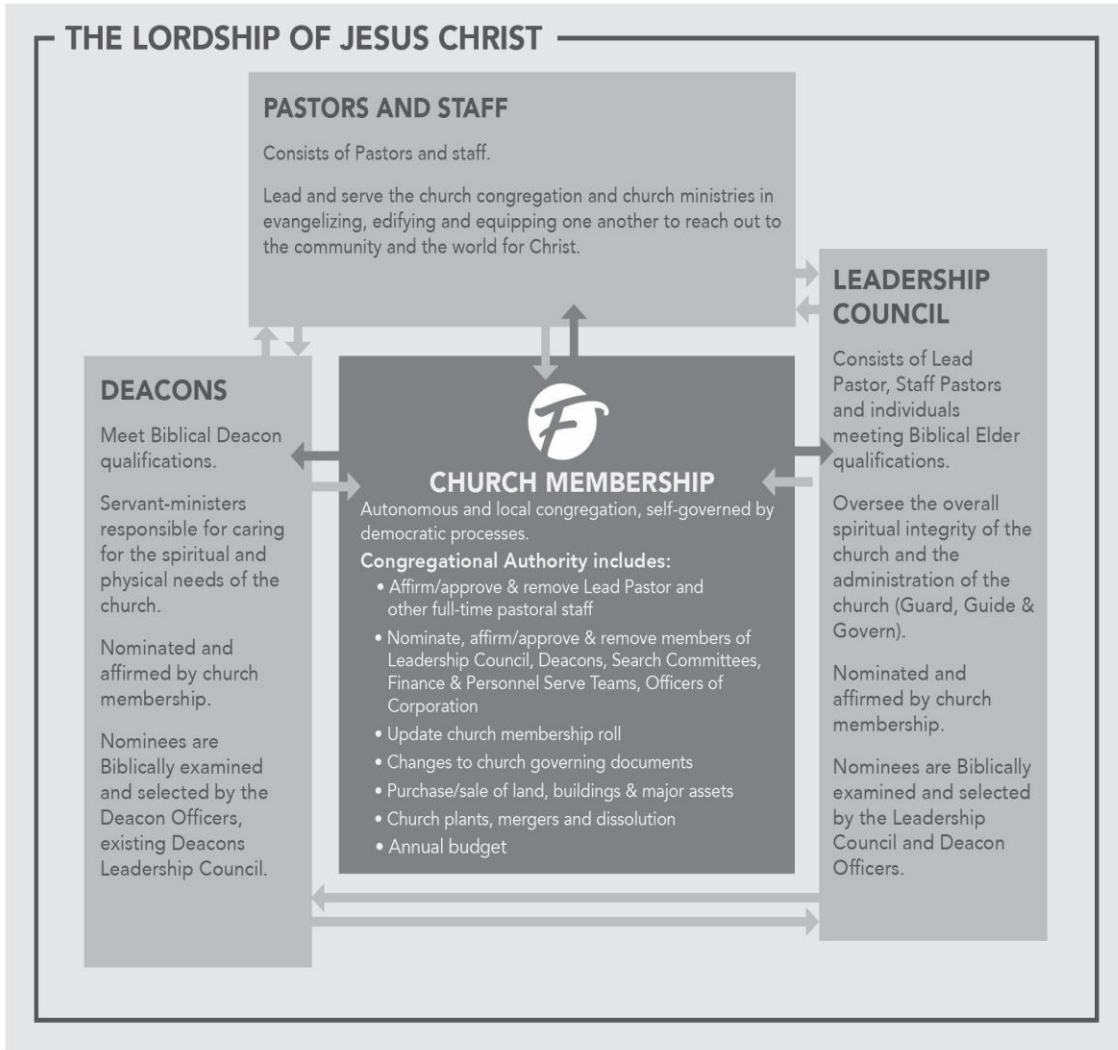 THE LORDSHIP OF JESUS CHRIST
PASTORS AND STAFF
Consists of Pastors and staff.
Lead and serve the church congregation and church ministries in
evangelizing, edifying and equipping one another to reach out to
the community and the world for Christ.
LEADERSHIP
COUNCIL
Consists of Lead
Pastor, Staff Pastors
and individuals
meeting Biblical Elder
qualifications.
Oversee the overall
spiritual integrity of the
church and the
administration of the
church (Guard, Guide &
Govern).
Nominated and
affirmed by church
membership.
Nominees are Biblically
examined and selected
by the Leadership
Council and Deacon
Officers.
DEACONS
Meet Biblical Deacon
qualifications.
Servant-ministers
responsible for caring
for the spiritual and
physical needs of the
church.
Nominated and
affirmed by church
membership.
Nominees are
Biblically examined
and selected by the
Deacon Officers,
existing Deacons
Leadership Council.
F
CHURCH MEMBERSHIP
Autonomous and local congregation, self-governed by
democratic processes.
Congregational Authority includes:
• Affirm/approve & remove Lead Pastor and
other full-time pastoral staff
• Nominate, affirm/approve & remove members of
Leadership Council, Deacons, Search Committees,
Finance & Personnel Serve Teams, Officers of
Corporation
• Update church membership roll
• Changes to church governing documents
• Purchase/sale of land, buildings & major assets
• Church plants, mergers and dissolution
• Annual budget